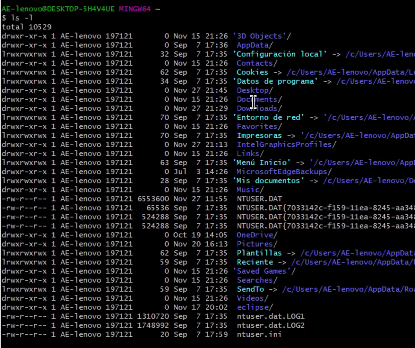 AE-lenovo@DESKTOP-5H4V4UE MINGW64 ~
$ ls -l
total 10529
drwxr-xr-x 1 AE-lenovo 197121 0 Nov 15 21:26 '3D Objects'/
drwxr-xr-x 1 AE-lenovo 197121 0 Sep 7 17:36 AppData/
lrwxrwxrwx 1 AE-lenovo 197121 32 Sep 7 17:35 'Configuración local' -> /c/Users/AE-len
drwxr-xr-x 1 AE-lenovo 197121 0 Nov 15 21:26 Contacts/
lrwxrwxrwx 1 AE-lenovo 197121 62 Sep 7 17:35 Cookies -> /c/Users/AE-lenovo/AppData/Lo
lrwxrwxrwx 1 AE-lenovo 197121 34 Sep 7 17:35 'Datos de programa' -> /c/Users/AE-lenov
drwxr-xr-x 1 AE-lenovo 197121 0 Nov 27 21:45 Desktop/
drwxr-xr-x 1 AE-lenovo 197121 0 Nov 15 21:26 Documents/
drwxr-xr-x 1 AE-lenovo 197121 0 Nov 27 21:29 Downloads/
lrwxrwxrwx 1 AE-lenovo 197121 70 Sep 7 17:35 'Entorno de red' -> /c/Users/AE-lenovo/A
drwxr-xr-x 1 AE-lenovo 197121 0 Nov 15 21:26 Favorites/
lrwxrwxrwx 1 AE-lenovo 197121 70 Sep 7 17:35 Impresoras -> /c/Users/AE-lenovo/AppDat
drwxr-xr-x 1 AE-lenovo 197121 0 Nov 27 21:13 IntelGraphicsProfiles/
drwxr-xr-x 1 AE-lenovo 197121 0 Nov 15 21:26 Links/
lrwxrwxrwx 1 AE-lenovo 197121 63 Sep 7 17:35 'Menú Inicio' -> /c/Users/AE-lenovo/AppD
drwxr-xr-x 1 AE-lenovo 197121 0 Jul 3 14:26 MicrosoftEdgeBackups/
lrwxrwxrwx 1 AE-lenovo 197121 28 Sep 7 17:35 'Mis documentos' -> /c/Users/AE-lenovo/D
drwxr-xr-x 1 AE-lenovo 197121 0 Nov 15 21:26 Music/
-rw-r--r-- 1 AE-lenovo 197121 6553600 Nov 27 11:55 NTUSER.DAT
-rw-r--r-- 1 AE-lenovo 197121 65536 Sep 7 17:35 NTUSER.DAT{7033142c-f159-11ea-8245-aa348
-rw-r--r-- 1 AE-lenovo 197121 524288 Sep 7 17:35 NTUSER.DAT{7033142c-f159-11ea-8245-aa348
-rw-r--r-- 1 AE-lenovo 197121 524288 Sep 7 17:35 NTUSER.DAT{7033142c-f159-11ea-8245-aa348
drwxr-xr-x 1 AE-lenovo 197121 0 Oct 19 14:05 OneDrive/
drwxr-xr-x 1 AE-lenovo 197121 0 Nov 20 16:13 Pictures/
lrwxrwxrwx 1 AE-lenovo 197121 62 Sep 7 17:35 Plantillas -> /c/Users/AE-lenovo/AppDat
lrwxrwxrwx 1 AE-lenovo 197121 59 Sep 7 17:35 Reciente -> /c/Users/AE-lenovo/AppData/
drwxr-xr-x 1 AE-lenovo 197121 0 Nov 15 21:26 'Saved Games'/
drwxr-xr-x 1 AE-lenovo 197121 0 Nov 15 21:26 Searches/
lrwxrwxrwx 1 AE-lenovo 197121 59 Sep 7 17:35 SendTo -> /c/Users/AE-lenovo/AppData/Roa
drwxr-xr-x 1 AE-lenovo 197121 0 Nov 15 21:26 Videos/
drwxr-xr-x 1 AE-lenovo 197121 0 Nov 17 20:02 eclipse/
-rw-r--r-- 1 AE-lenovo 197121 1310720 Sep 7 17:35 ntuser.dat.LOG1
-rw-r--r-- 1 AE-lenovo 197121 1748992 Sep 7 17:35 ntuser.dat.LOG2
-rw-r--r-- 1 AE-lenovo 197121 20 Sep 7 17:59 ntuser.ini